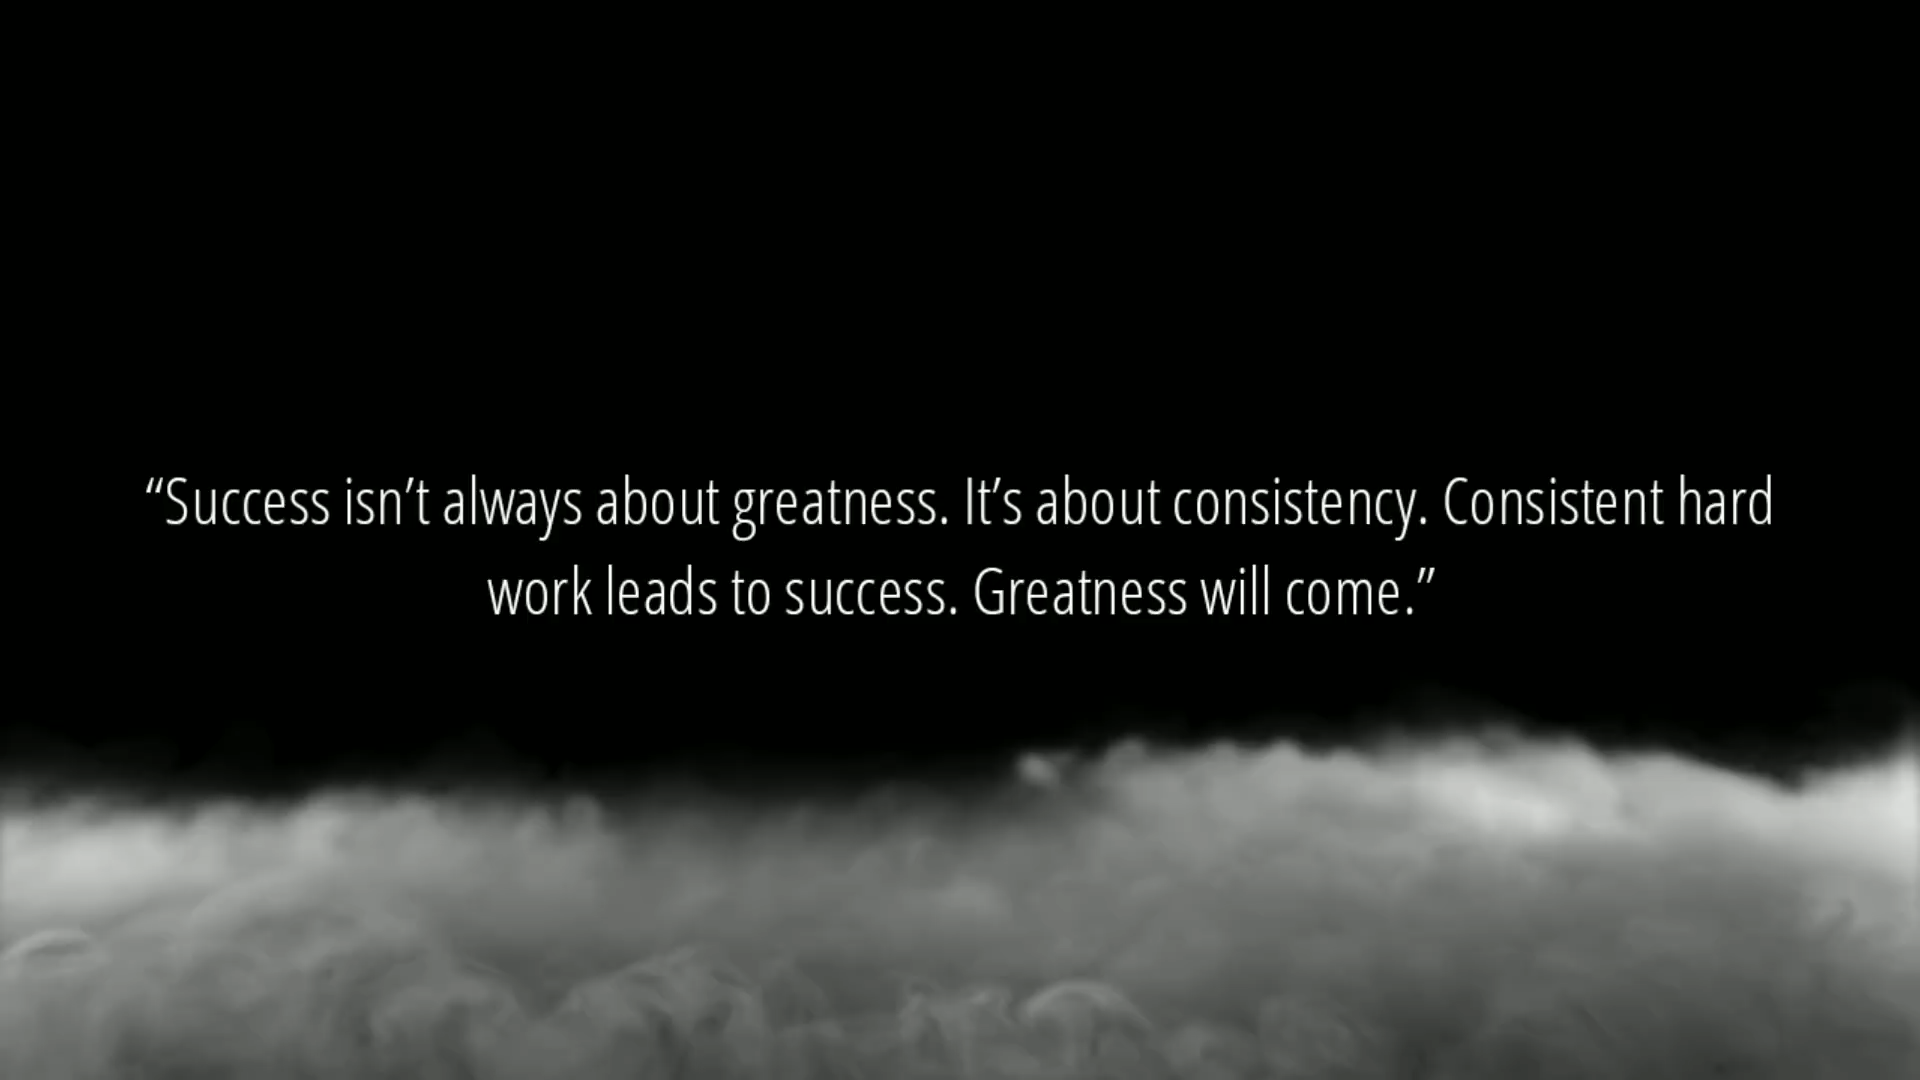 “Success isn’t always about greatness. It’s about consistency. Consistent hard
work leads to success. Greatness will come.”